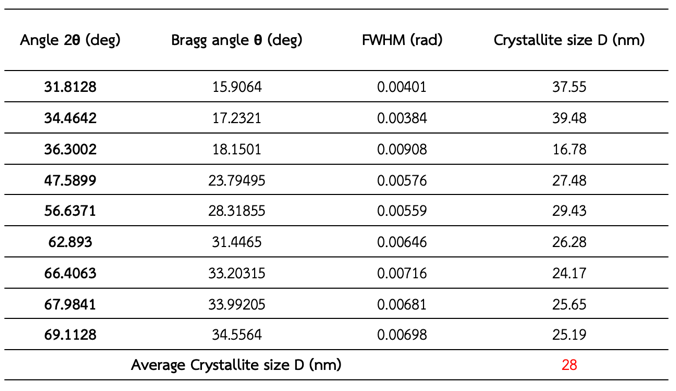 Angle 2θ (deg) Bragg angle θ (deg) FWHM (rad) Crystallite size D (nm)
31.8128 15.9064 0.00401 37.55
34.4642 17.2321 0.00384 39.48
36.3002 18.1501 0.00908 16.78
47.5899 23.79495 0.00576 27.48
56.6371 28.31855 0.00559 29.43
62.893 31.4465 0.00646 26.28
66.4063 33.20315 0.00716 24.17
67.9841 33.99205 0.00681 25.65
69.1128 34.5564 0.00698 25.19
Average Crystallite size D (nm) 28